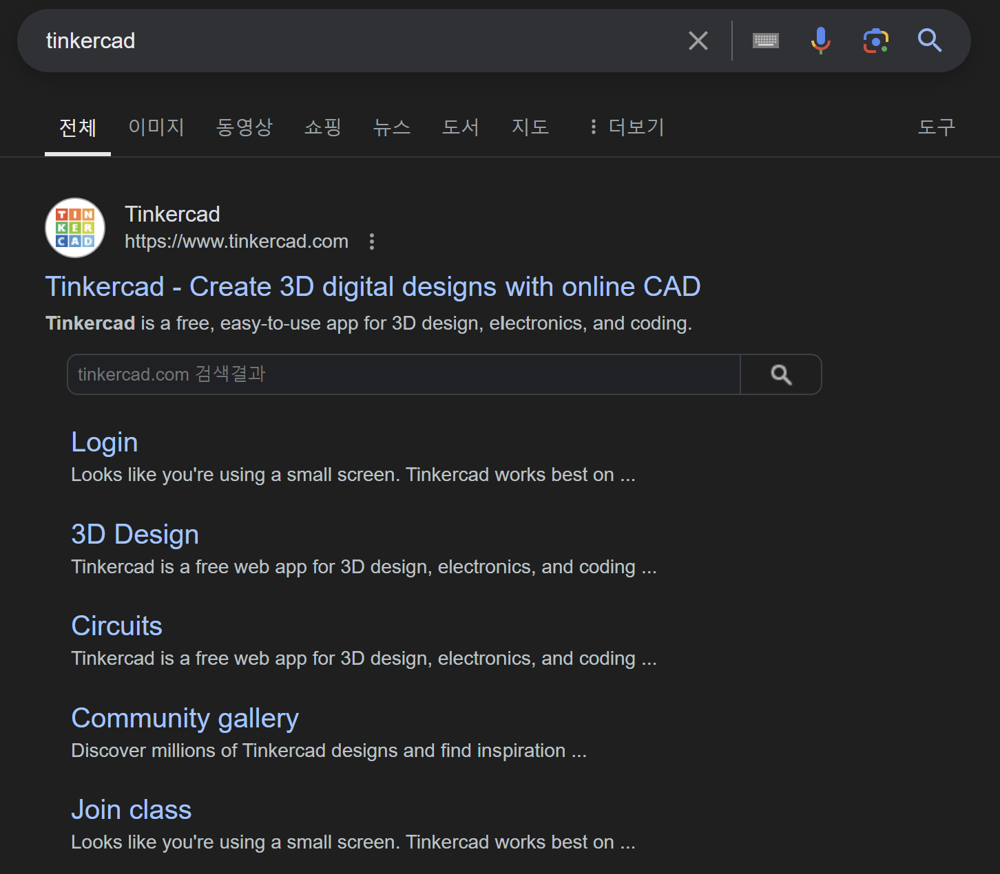 tinkercad
전체 이미지 동영상 쇼핑 뉴스 도서 지도 더보기 도구
TIN
KER
CAD
Tinkercad
https://www.tinkercad.com
Tinkercad - Create 3D digital designs with online CAD
Tinkercad is a free, easy-to-use app for 3D design, electronics, and coding.
tinkercad.com 검색결과
Login
Looks like you're using a small screen. Tinkercad works best on ...
3D Design
Tinkercad is a free web app for 3D design, electronics, and coding ...
Circuits
Tinkercad is a free web app for 3D design, electronics, and coding ...
Community gallery
Discover millions of Tinkercad designs and find inspiration ...
Join class
Looks like you're using a small screen. Tinkercad works best on ...